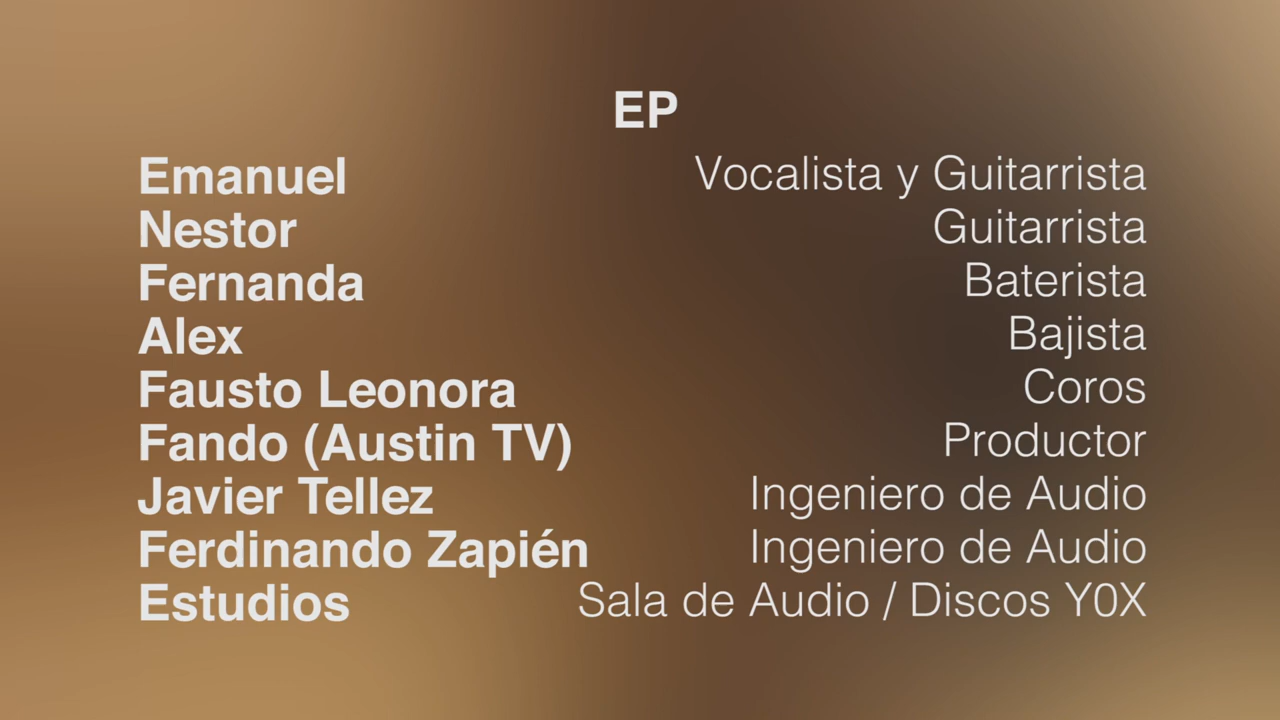 EP
Emanuel Vocalista y Guitarrista
Nestor Guitarrista
Fernanda Baterista
Alex Bajista
Fausto Leonora Coros
Fando (Austin TV) Productor
Javier Tellez Ingeniero de Audio
Ferdinando Zapién Ingeniero de Audio
Estudios Sala de Audio / Discos Y0X